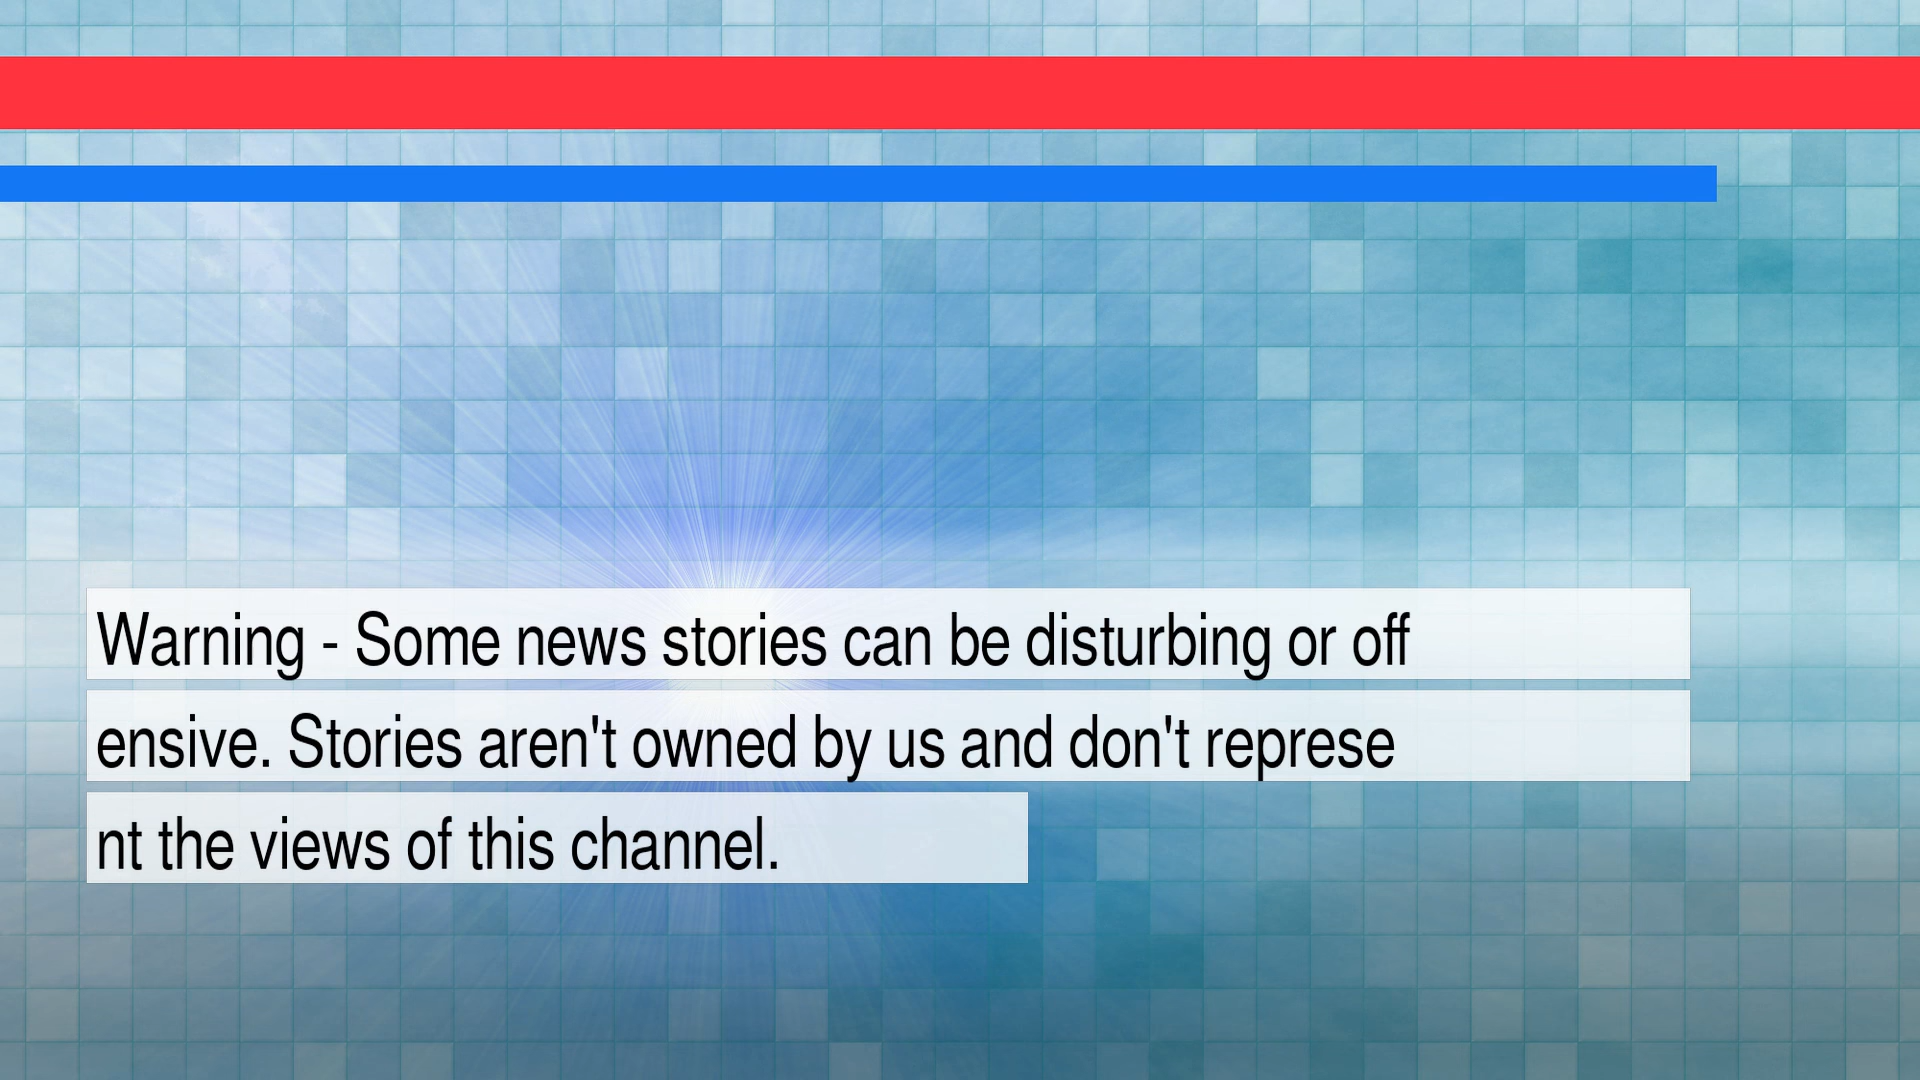 Warning - Some news stories can be disturbing or off
ensive. Stories aren't owned by us and don't represe
nt the views of this channel.